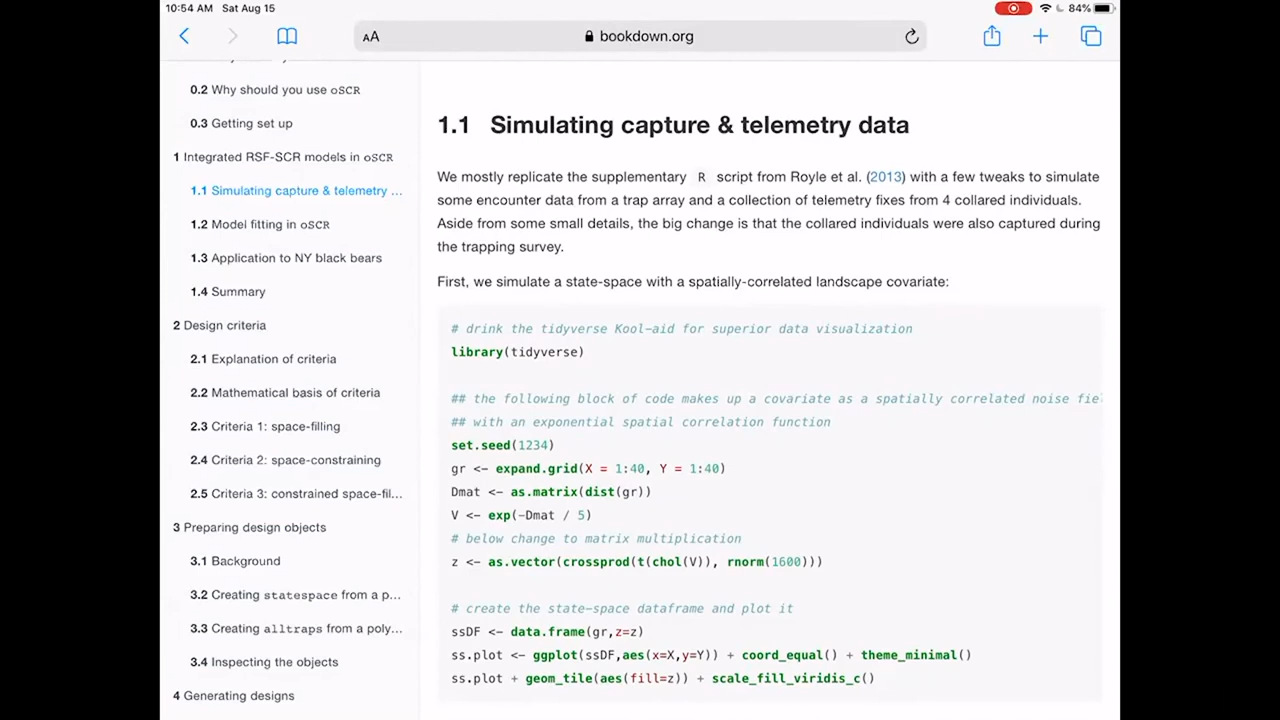 10:54 AM Sat Aug 15
84%
AA
bookdown.org
0.2 Why should you use oSCR
0.3 Getting set up
1 Integrated RSF-SCR models in oSCR
1.1 Simulating capture & telemetry ...
1.2 Model fitting in oSCR
1.3 Application to NY black bears
1.4 Summary
2 Design criteria
2.1 Explanation of criteria
2.2 Mathematical basis of criteria
2.3 Criteria 1: space-filling
2.4 Criteria 2: space-constraining
2.5 Criteria 3: constrained space-fil...
3 Preparing design objects
3.1 Background
3.2 Creating statespace from a p...
3.3 Creating alltraps from a poly...
3.4 Inspecting the objects
4 Generating designs
1.1 Simulating capture & telemetry data
We mostly replicate the supplementary R script from Royle et al. (2013) with a few tweaks to simulate
some encounter data from a trap array and a collection of telemetry fixes from 4 collared individuals.
Aside from some small details, the big change is that the collared individuals were also captured during
the trapping survey.
First, we simulate a state-space with a spatially-correlated landscape covariate:
# drink the tidyverse Kool-aid for superior data visualization
library(tidyverse)
## the following block of code makes up a covariate as a spatially correlated noise fie
## with an exponential spatial correlation function
set.seed(1234)
gr <- expand.grid(X = 1:40, Y = 1:40)
Dmat <- as.matrix(dist(gr))
V <- exp(-Dmat / 5)
# below change to matrix multiplication
z <- as.vector(crossprod(t(chol(V)), rnorm(1600)))
# create the state-space dataframe and plot it
ssDF <- data.frame(gr,z=z)
ss.plot <- ggplot(ssDF,aes(x=X,y=Y)) + coord_equal() + theme_minimal()
ss.plot + geom_tile(aes(fill=z)) + scale_fill_viridis_c()